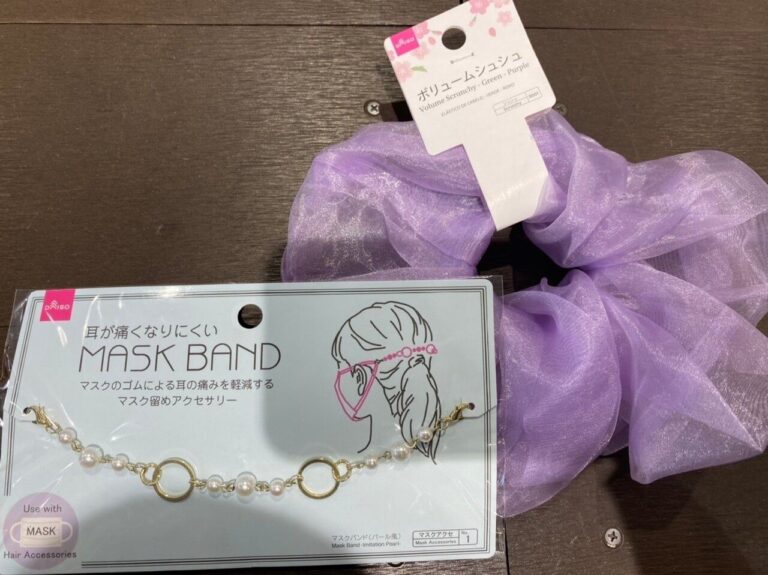 DAISO
ボリュームシュシュ
Volume Scrunchy - Green・Purple
DAISO
耳が痛くなりにくい
MASK BAND
マスクのゴムによる耳の痛みを軽減する
マスク留めアクセサリー
Use with
MASK
Hair Accessories
マスクバンド(パール風)
Mask Band -Imitation Pearl-
マスクアクセ
Mask Accessories
No.
1